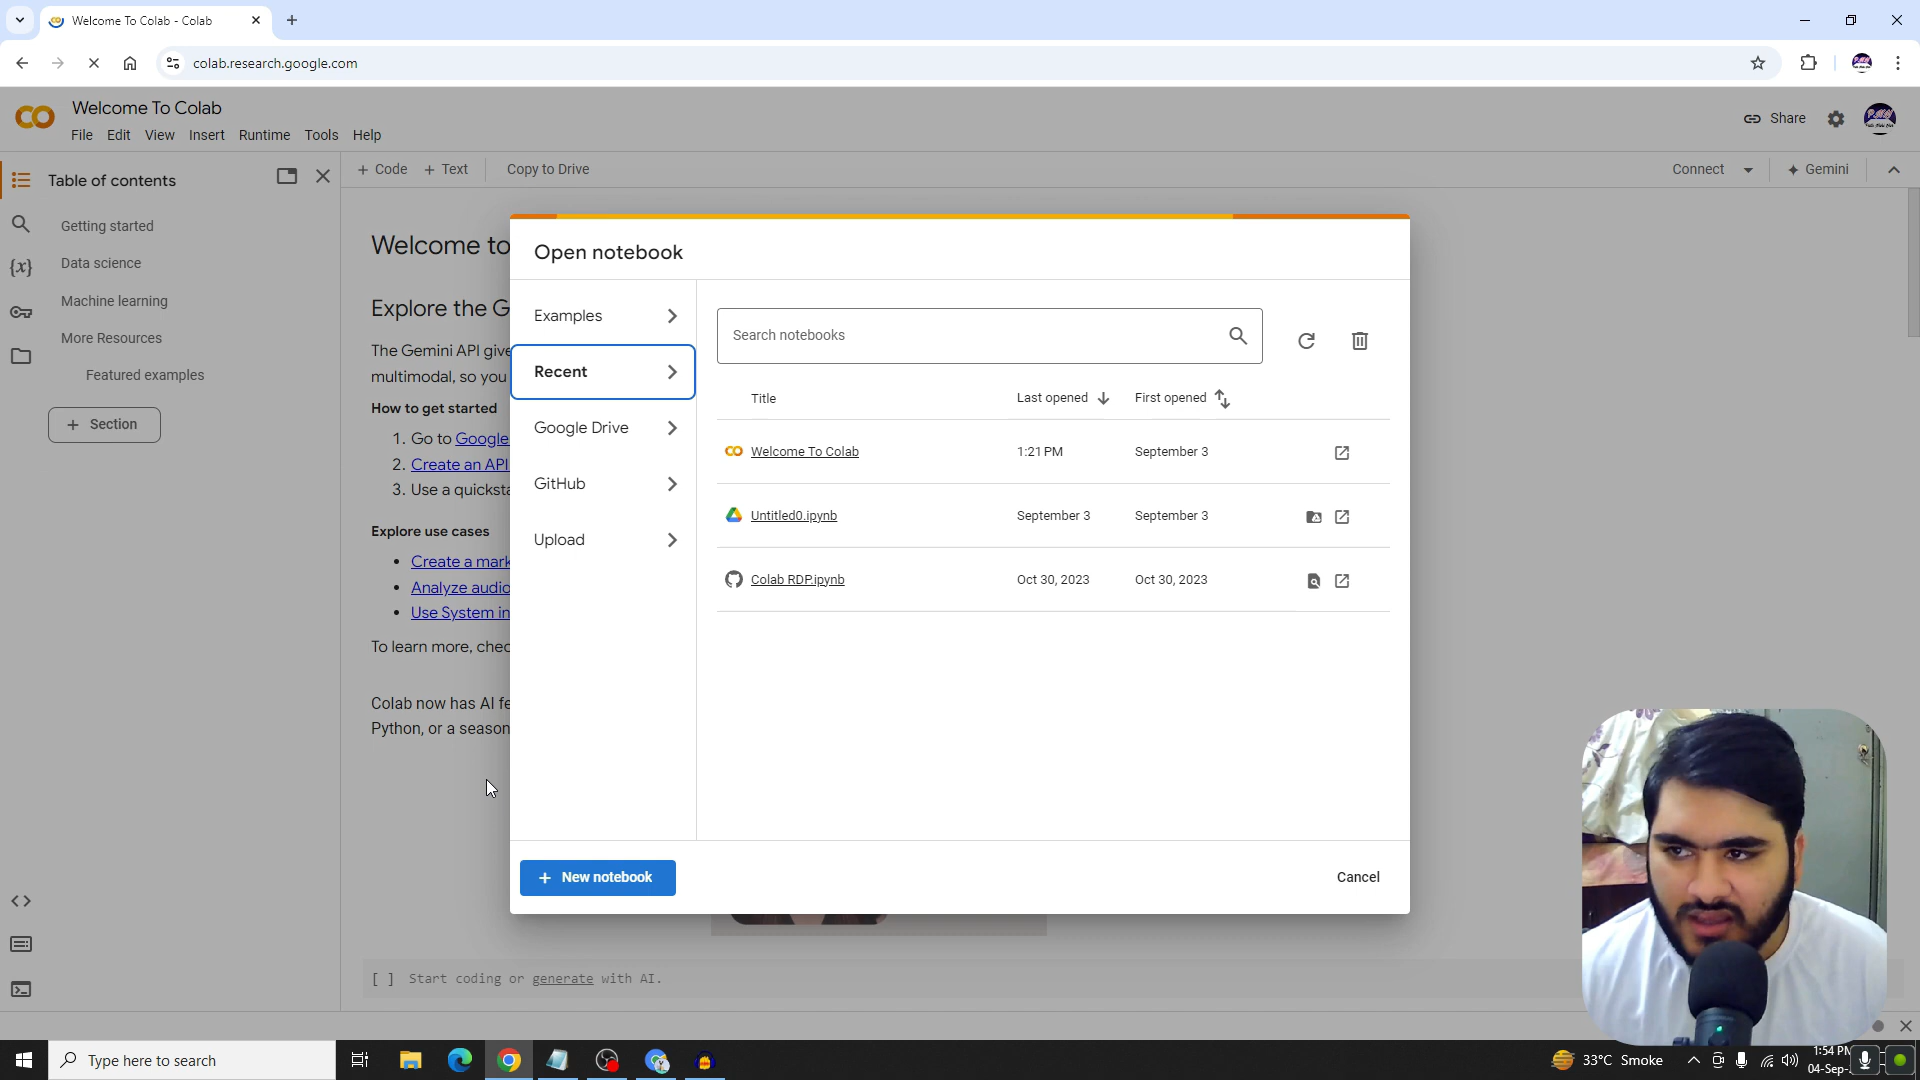 Welcome To Colab - Colab
colab.research.google.com
Welcome To Colab
File Edit View Insert Runtime Tools Help
Share
Table of contents
+ Code + Text Copy to Drive
Connect Gemini
Getting started
Data science
Machine learning
More Resources
Featured examples
+ Section
Welcome to
Explore the G
The Gemini API give
multimodal, so you
How to get started
1. Go to Google
2. Create an API
3. Use a quicksta
Explore use cases
Create a mark
Analyze audio
Use System in
To learn more, chec
Colab now has AI fe
Python, or a season
Open notebook
Examples
Recent
Google Drive
GitHub
Upload
Search notebooks
Title Last opened First opened
Welcome To Colab 1:21 PM September 3
Untitled0.ipynb September 3 September 3
Colab RDP.ipynb Oct 30, 2023 Oct 30, 2023
+ New notebook
Cancel
[ ] Start coding or generate with AI.
Type here to search
33°C Smoke
1:54 PM
04-Sep-